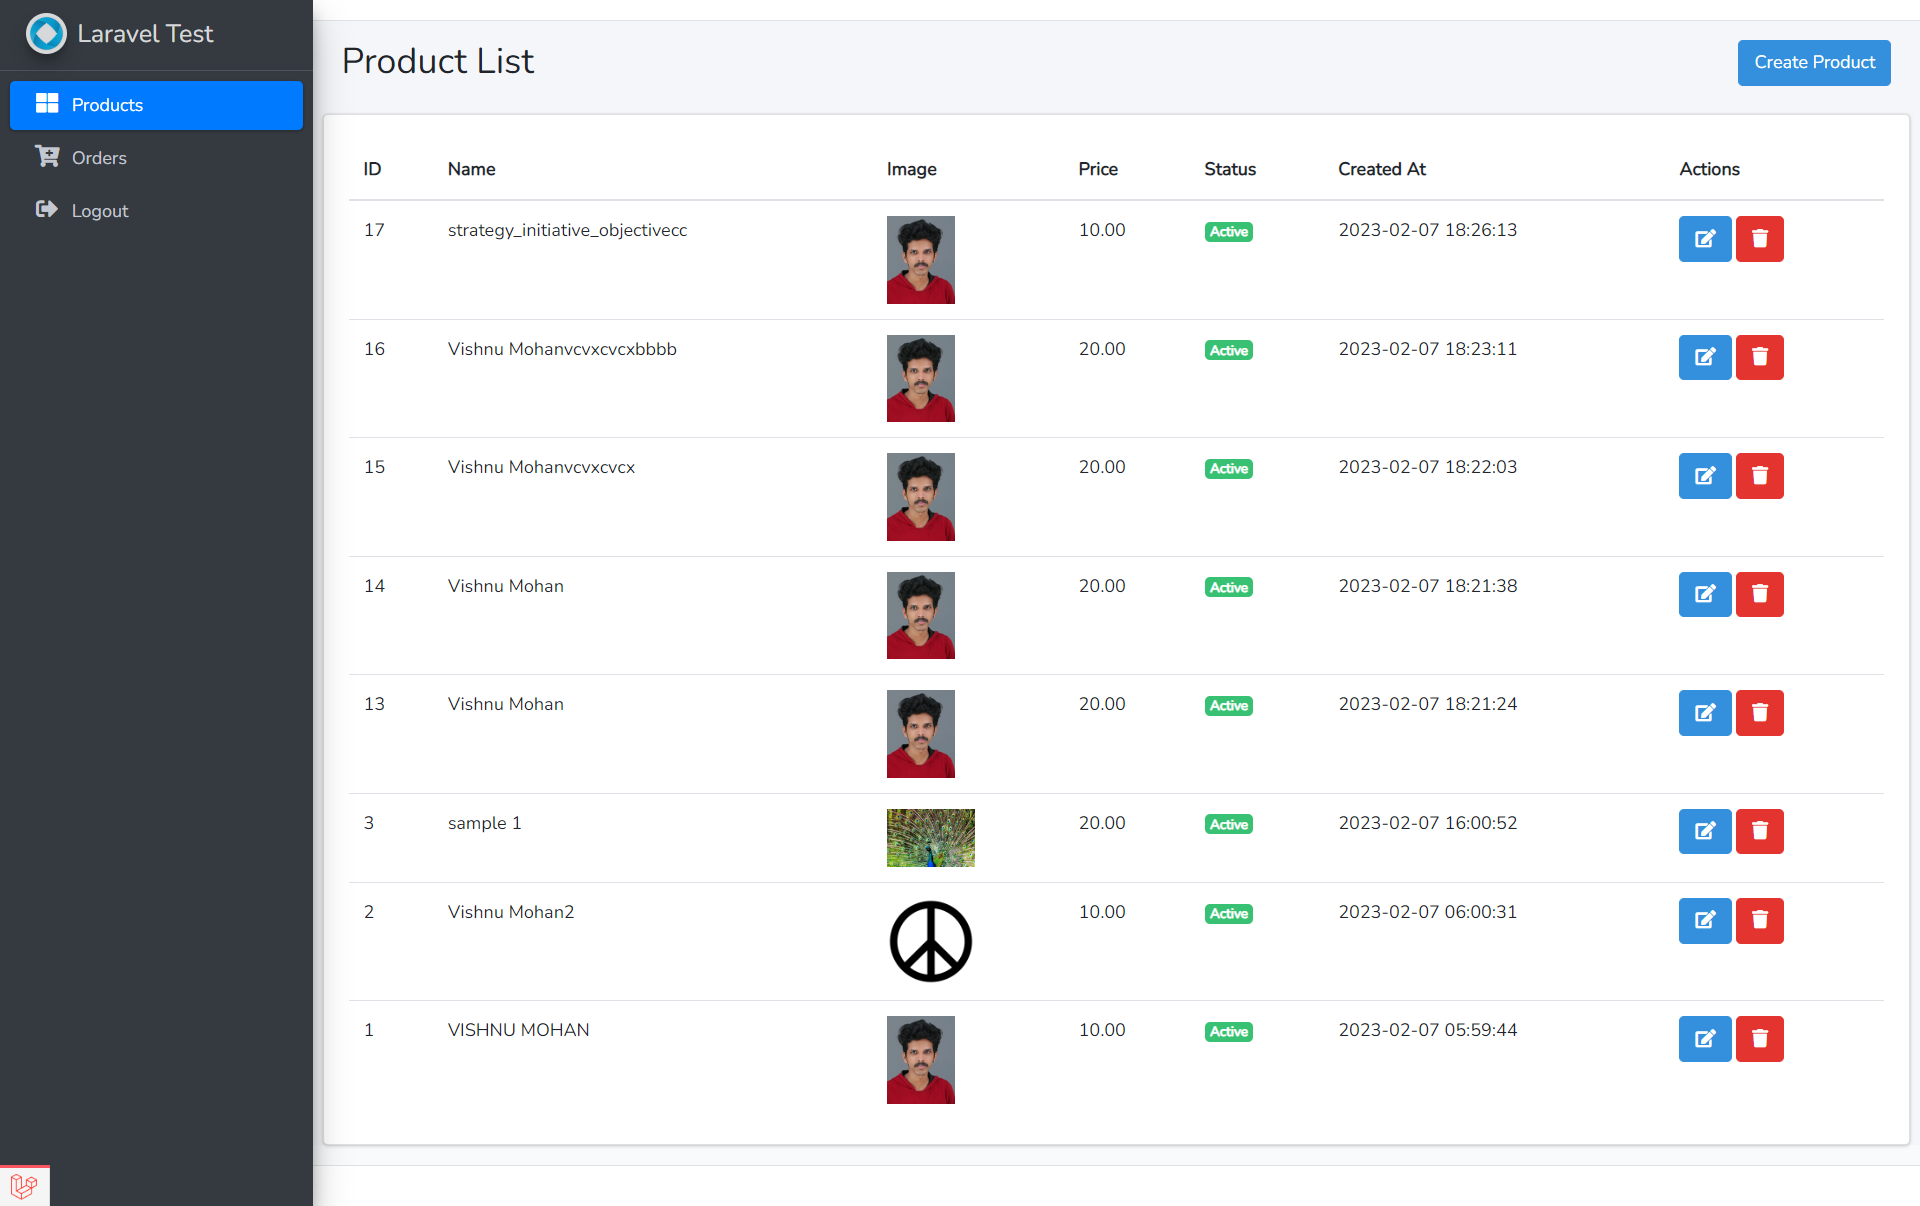 Laravel Test
Products
Orders
Logout
Product List
Create Product
ID Name Image Price Status Created At Actions
17 strategy_initiative_objectivecc 10.00 Active 2023-02-07 18:26:13
16 Vishnu Mohanvcvxcvcxbbbb 20.00 Active 2023-02-07 18:23:11
15 Vishnu Mohanvcvxcvcx 20.00 Active 2023-02-07 18:22:03
14 Vishnu Mohan 20.00 Active 2023-02-07 18:21:38
13 Vishnu Mohan 20.00 Active 2023-02-07 18:21:24
3 sample 1 20.00 Active 2023-02-07 16:00:52
2 Vishnu Mohan2 10.00 Active 2023-02-07 06:00:31
1 VISHNU MOHAN 10.00 Active 2023-02-07 05:59:44